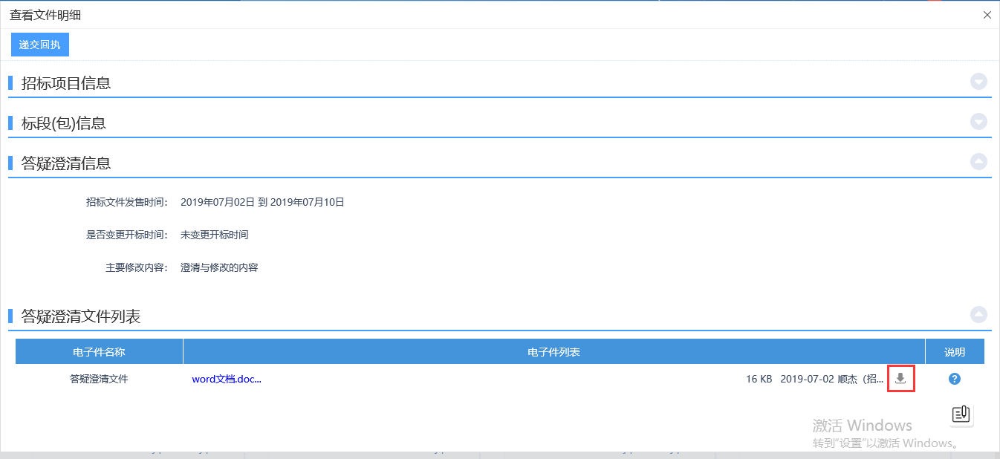 查看文件明细
递交回执
招标项目信息
标段(包)信息
答疑澄清信息
招标文件发售时间： 2019年07月02日 到 2019年07月10日
是否变更开标时间： 未变更开标时间
主要修改内容： 澄清与修改的内容
答疑澄清文件列表
电子件名称 电子件列表 说明
答疑澄清文件 word文档.doc... 16 KB 2019-07-02 顺杰（招...
激活 Windows
转到"设置"以激活 Windows。